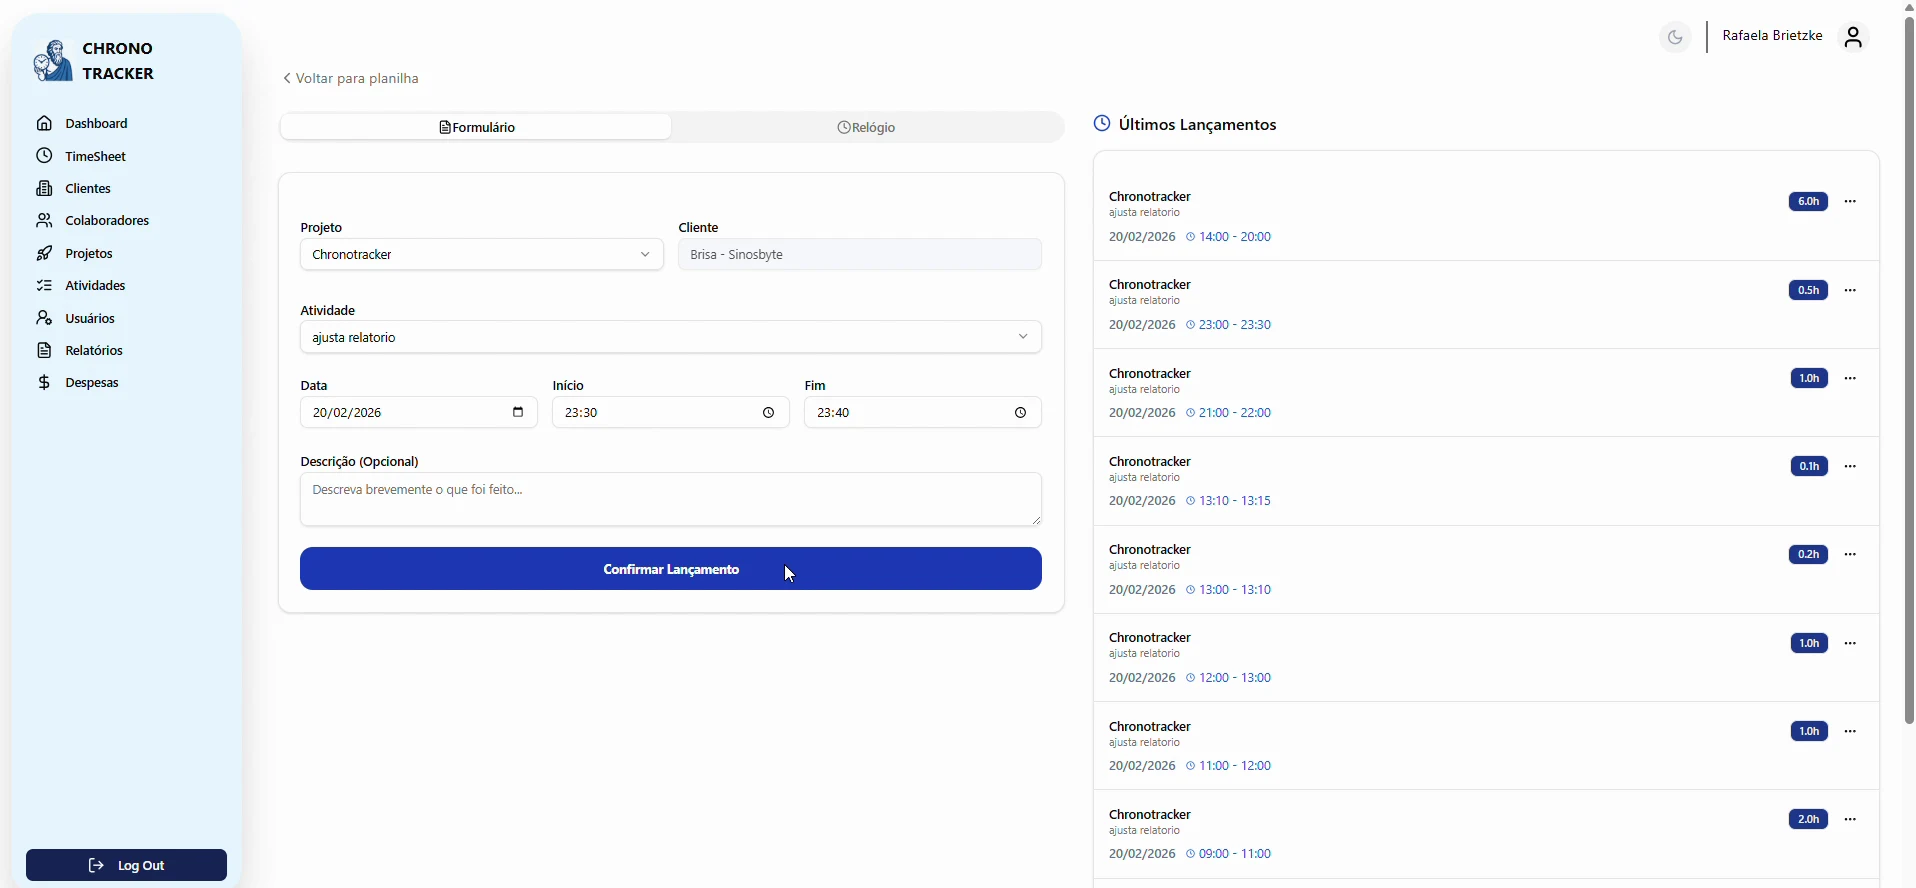 CHRONO
TRACKER
Dashboard
TimeSheet
Clientes
Colaboradores
Projetos
Atividades
Usuários
Relatórios
Despesas
Log Out
Rafaela Brietzke
Voltar para planilha
Formulário
Relógio
Projeto
Cliente
Chronotracker
Brisa - Sinosbyte
Atividade
ajusta relatorio
Data
Início
Fim
20/02/2026
23:30
23:40
Descrição (Opcional)
Descreva brevemente o que foi feito...
Confirmar Lançamento
Últimos Lançamentos
Chronotracker
6.0h
ajusta relatorio
20/02/2026 14:00 - 20:00
Chronotracker
0.5h
ajusta relatorio
20/02/2026 23:00 - 23:30
Chronotracker
1.0h
ajusta relatorio
20/02/2026 21:00 - 22:00
Chronotracker
0.1h
ajusta relatorio
20/02/2026 13:10 - 13:15
Chronotracker
0.2h
ajusta relatorio
20/02/2026 13:00 - 13:10
Chronotracker
1.0h
ajusta relatorio
20/02/2026 12:00 - 13:00
Chronotracker
1.0h
ajusta relatorio
20/02/2026 11:00 - 12:00
Chronotracker
2.0h
ajusta relatorio
20/02/2026 09:00 - 11:00